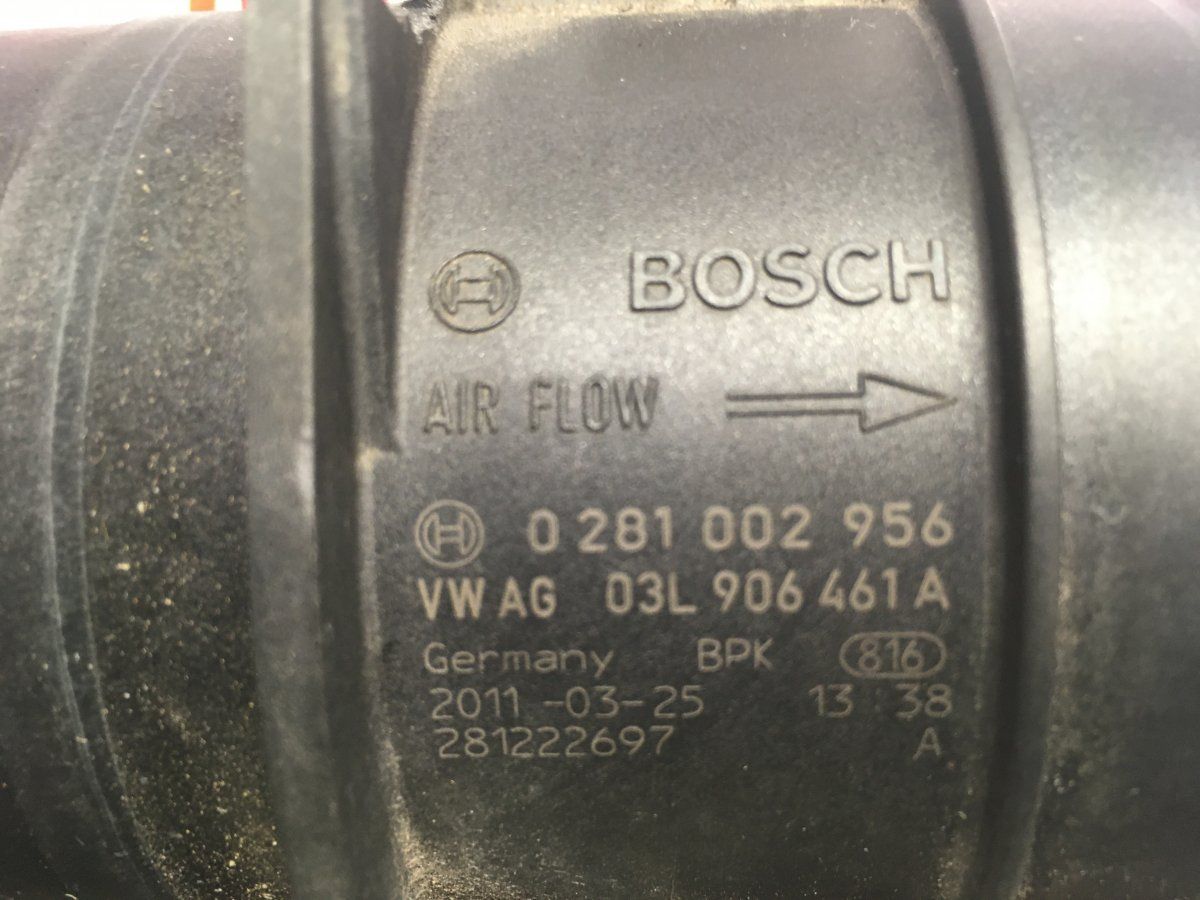 BOSCH
AIR FLOW
0 281 002 956
VW AG 03L 906 461 A
Germany BPK 816
2011-03-25 13:38
281222697 A